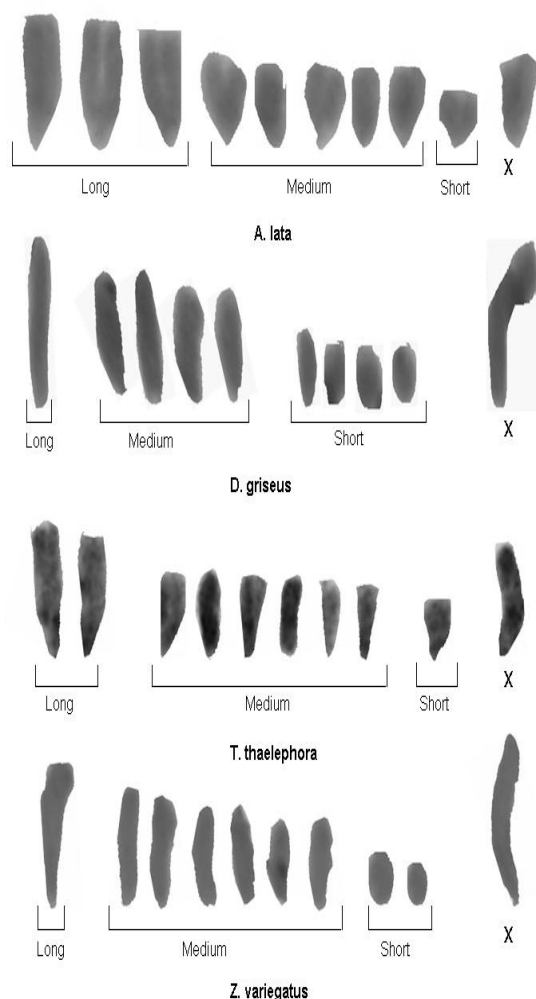 Long Medium Short X
A. lata
Long Medium Short X
D. griseus
Long Medium Short X
T. thaelephora
Long Medium Short X
Z. variegatus